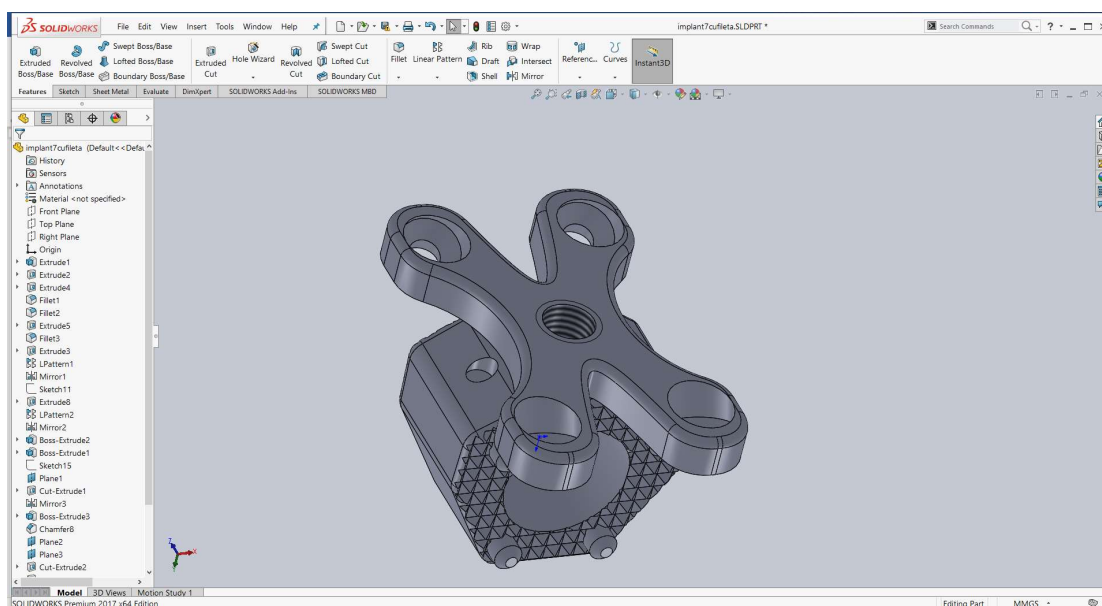 SOLIDWORKS File Edit View Insert Tools Window Help implant7cufileta.SLDPRT * Search Commands ?
Extruded Boss/Base Revolved Boss/Base Swept Boss/Base Lofted Boss/Base Boundary Boss/Base Extruded Cut Hole Wizard Revolved Cut Swept Cut Lofted Cut Boundary Cut Fillet Linear Pattern Rib Draft Shell Wrap Intersect Mirror Referenc... Curves Instant3D
Features Sketch Sheet Metal Evaluate DimXpert SOLIDWORKS Add-Ins SOLIDWORKS MBD
implant7cufileta (Default<<Defau
History
Sensors
Annotations
Material <not specified>
Front Plane
Top Plane
Right Plane
Origin
Extrude1
Extrude2
Extrude4
Fillet1
Fillet2
Extrude5
Fillet3
Extrude3
LPattern1
Mirror1
Sketch11
Extrude8
LPattern2
Mirror2
Boss-Extrude2
Boss-Extrude1
Sketch15
Plane1
Cut-Extrude1
Mirror3
Boss-Extrude3
Chamfer8
Plane2
Plane3
Cut-Extrude2
Z X Y
Model 3D Views Motion Study 1
SOLIDWORKS Premium 2017 x64 Edition Editing Part MMGS